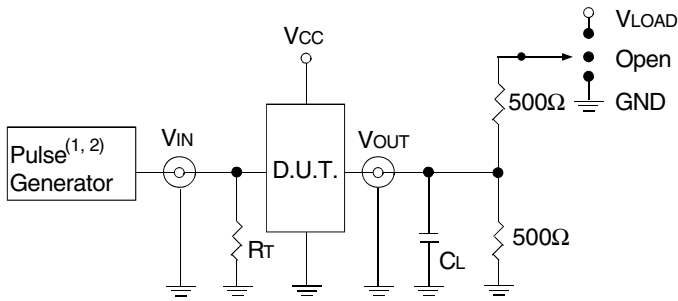 VLOAD
VCC
Open
500Ω
GND
Pulse(1, 2)
Generator
VIN
D.U.T.
VOUT
RT
CL
500Ω